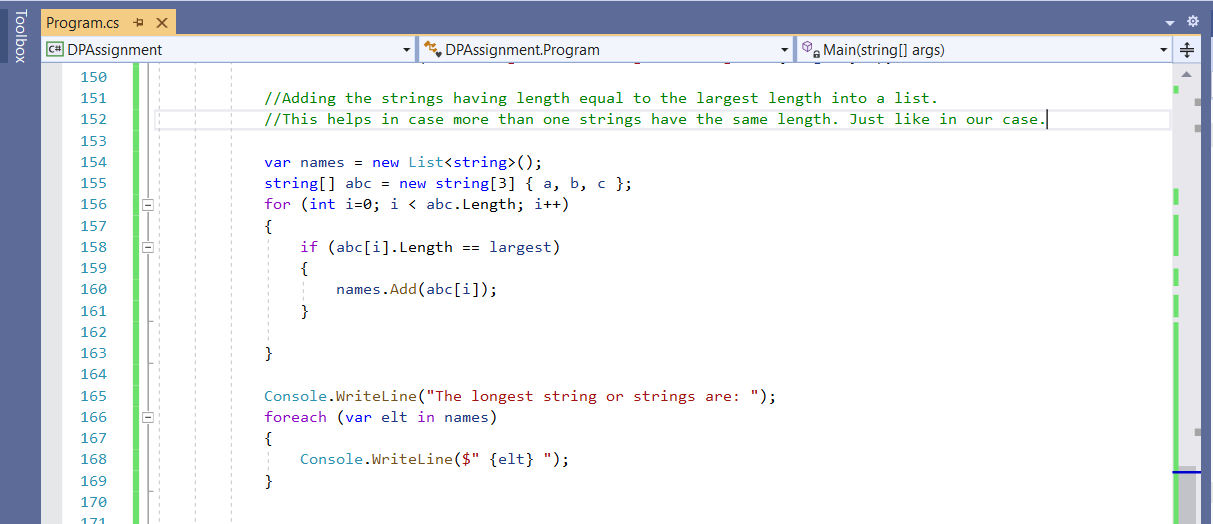 Toolbox
Program.cs
C# DPAssignment
DPAssignment.Program
Main(string[] args)
150
151 //Adding the strings having length equal to the largest length into a list.
152 //This helps in case more than one strings have the same length. Just like in our case.
153
154 var names = new List<string>();
155 string[] abc = new string[3] { a, b, c };
156 for (int i=0; i < abc.Length; i++)
157 {
158 if (abc[i].Length == largest)
159 {
160 names.Add(abc[i]);
161 }
162
163 }
164
165 Console.WriteLine("The longest string or strings are: ");
166 foreach (var elt in names)
167 {
168 Console.WriteLine($" {elt} ");
169 }
170
171